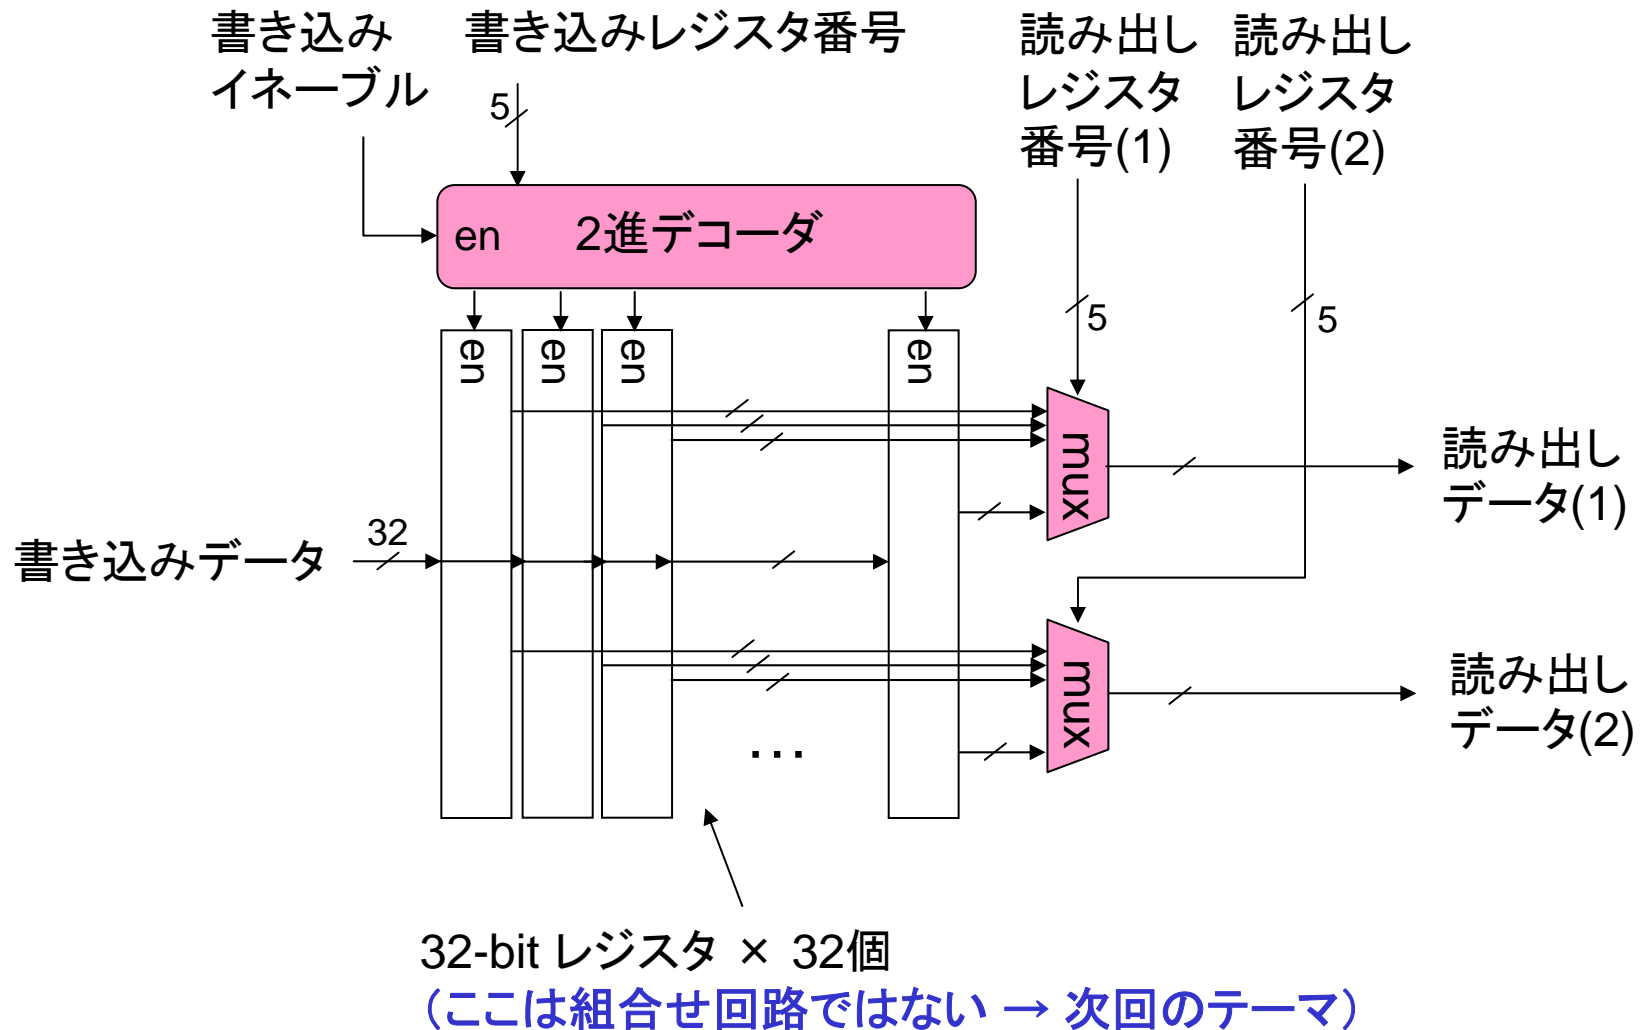 書き込み
イネーブル
書き込みレジスタ番号
読み出し
レジスタ
番号(1)
読み出し
レジスタ
番号(2)
5
en 2進デコーダ
5
5
en
en
en
en
mux
読み出し
データ(1)
32
書き込みデータ
mux
読み出し
データ(2)
…
32-bit レジスタ × 32個
（ここは組合せ回路ではない → 次回のテーマ）